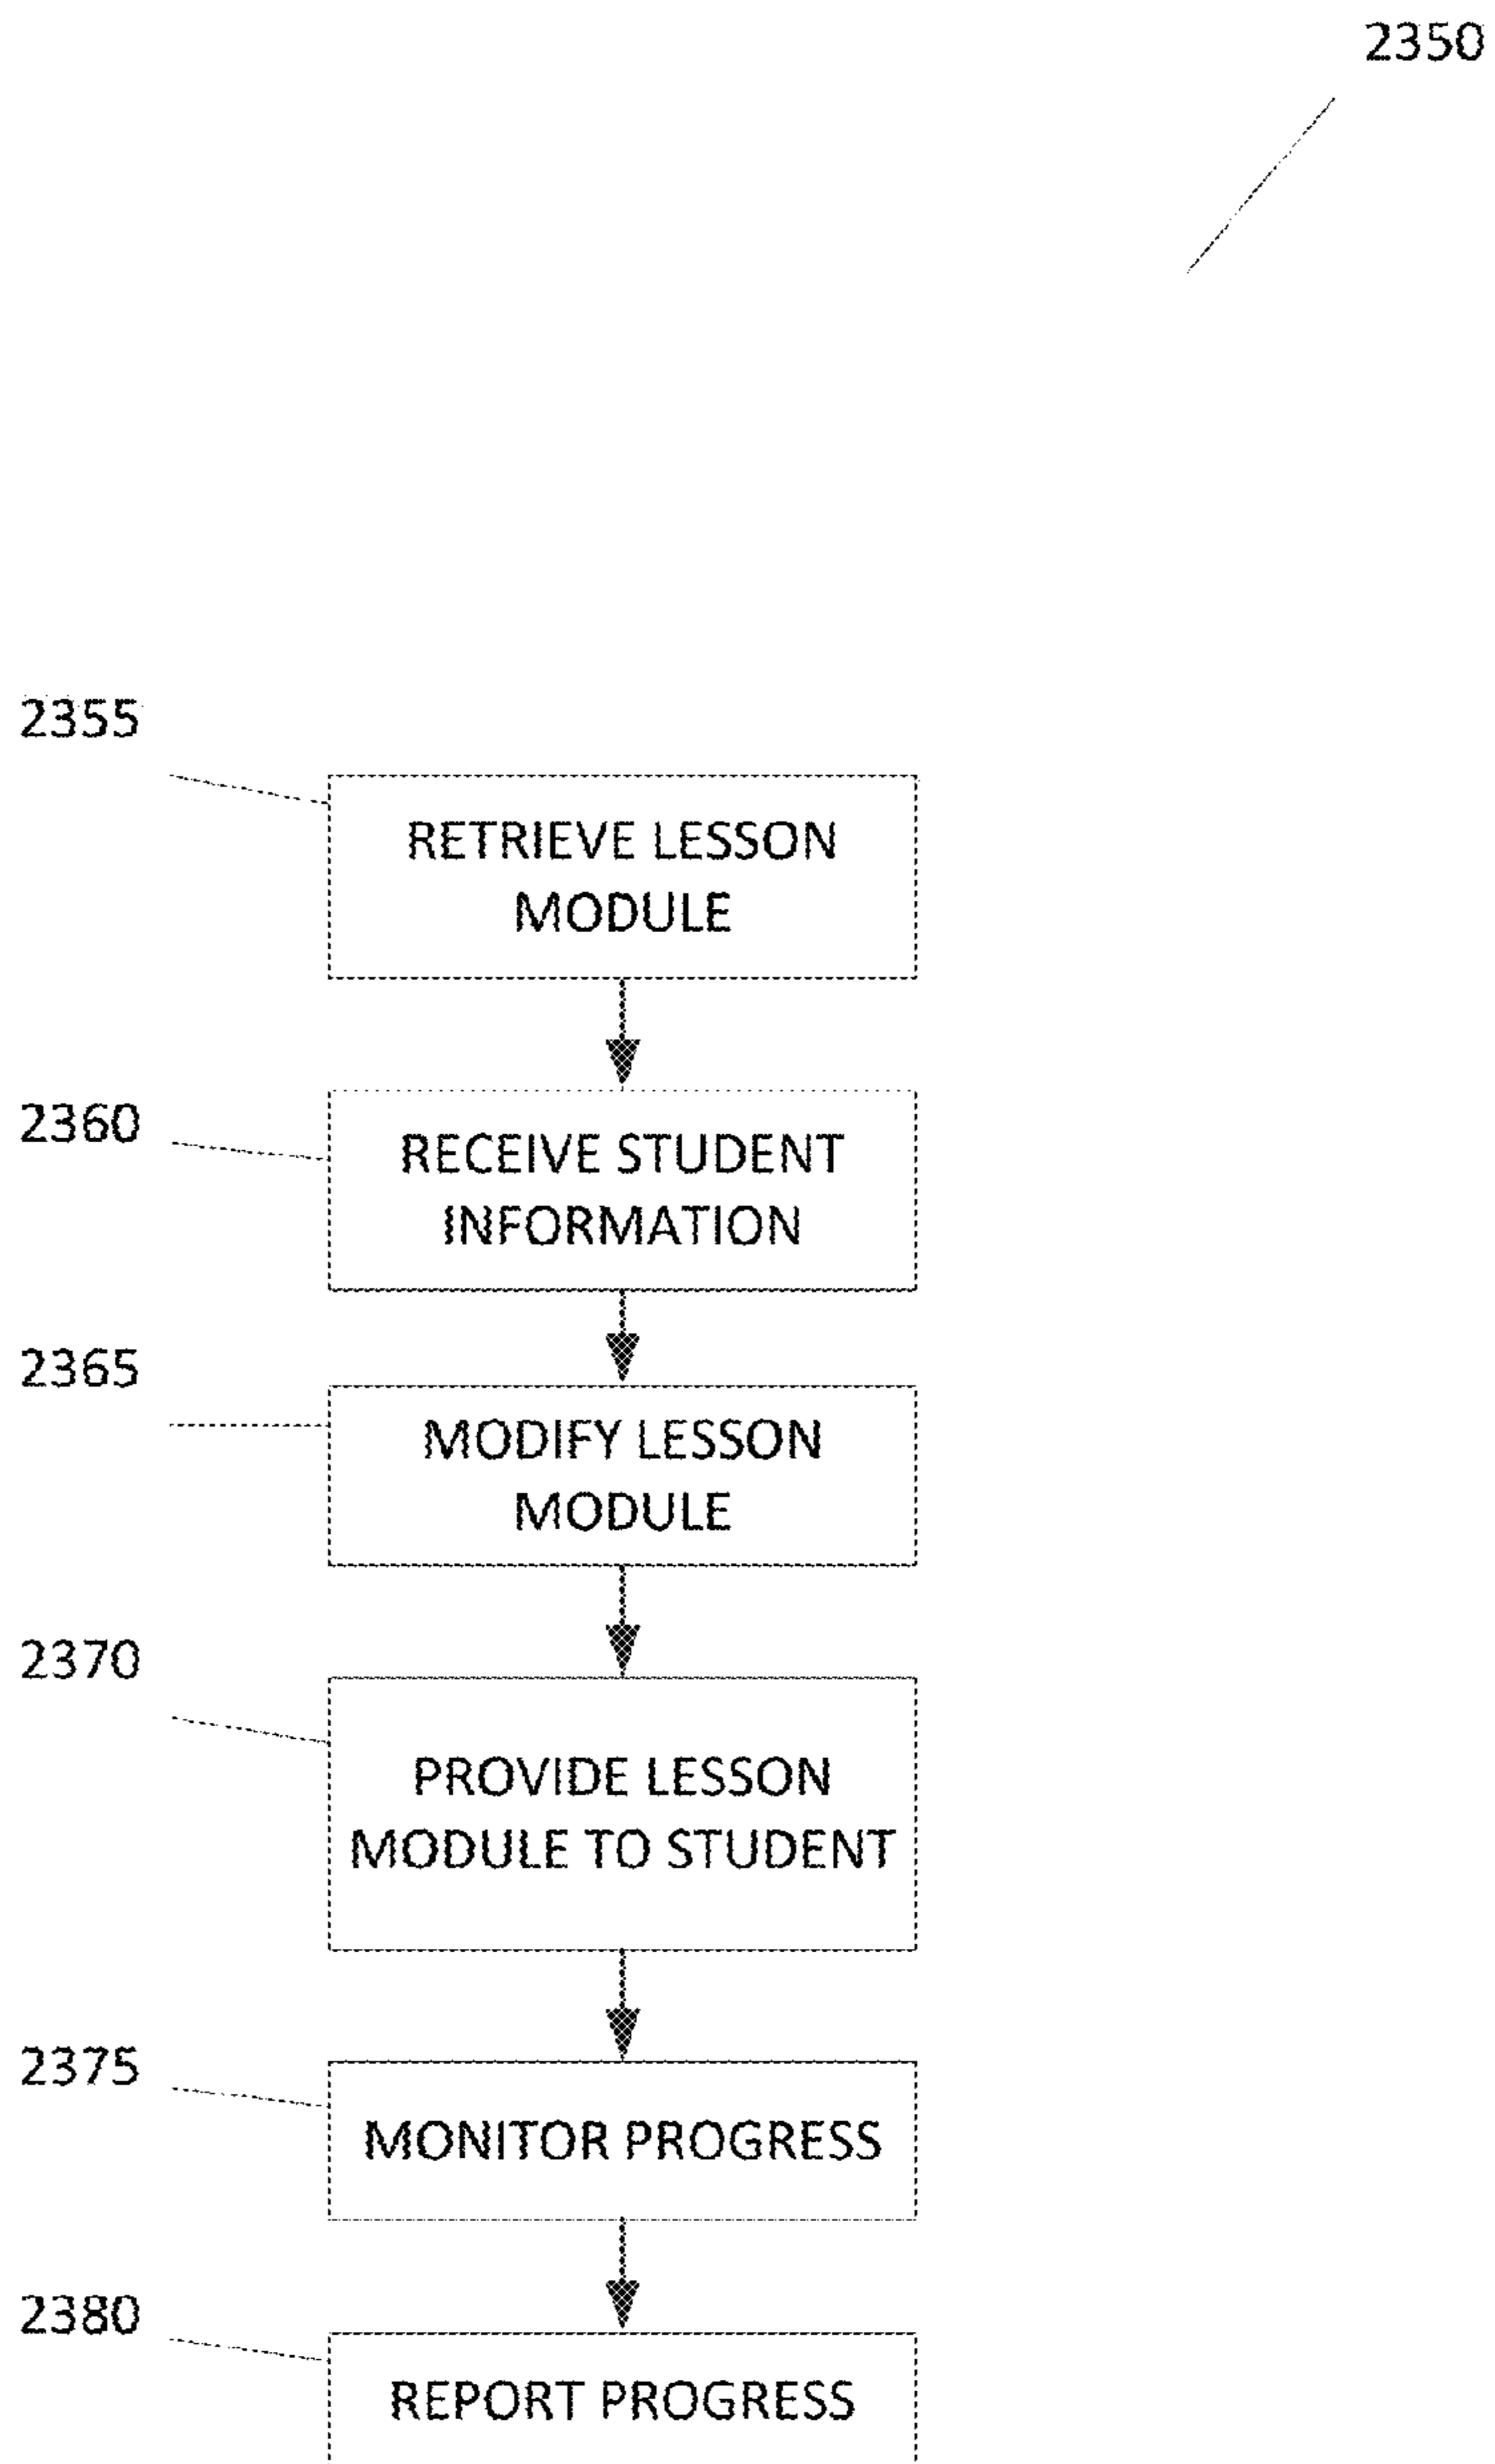 2350
2355
RETRIEVE LESSON
MODULE
2360
RECEIVE STUDENT
INFORMATION
2365
MODIFY LESSON
MODULE
2370
PROVIDE LESSON
MODULE TO STUDENT
2375
MONITOR PROGRESS
2380
REPORT PROGRESS